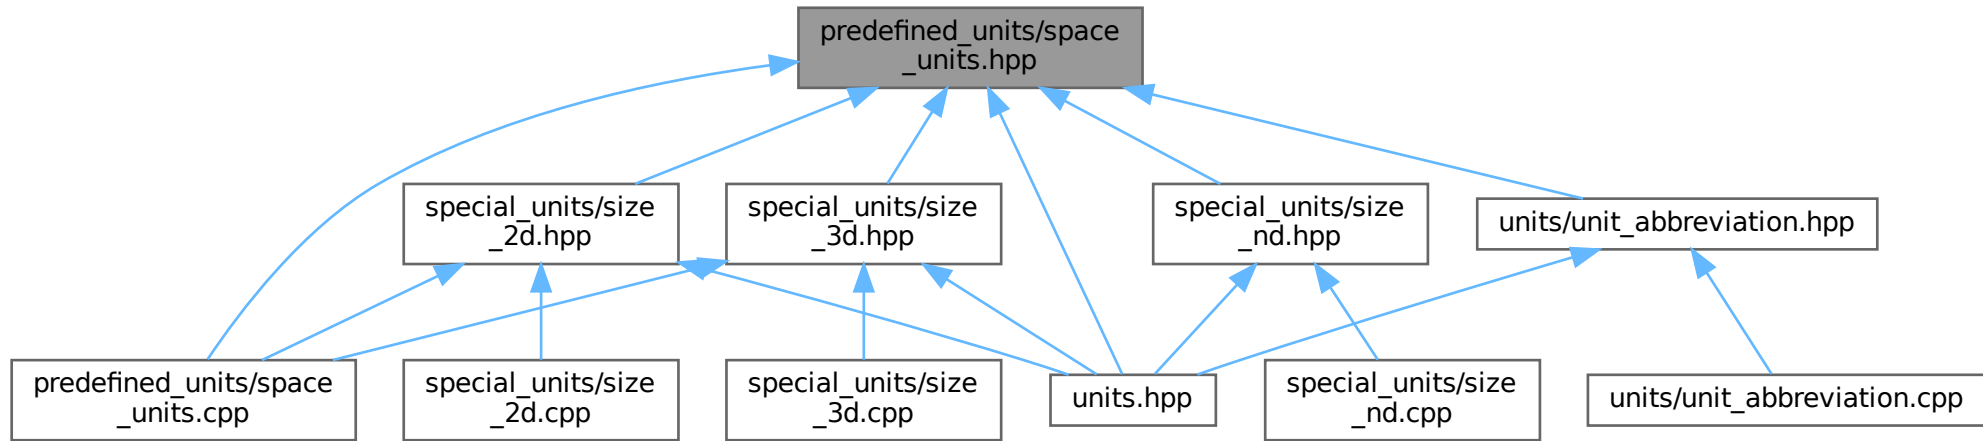 predefined_units/space
_units.hpp
special_units/size
_2d.hpp
special_units/size
_3d.hpp
special_units/size
_nd.hpp
units/unit_abbreviation.hpp
predefined_units/space
_units.cpp
special_units/size
_2d.cpp
special_units/size
_3d.cpp
units.hpp
special_units/size
_nd.cpp
units/unit_abbreviation.cpp